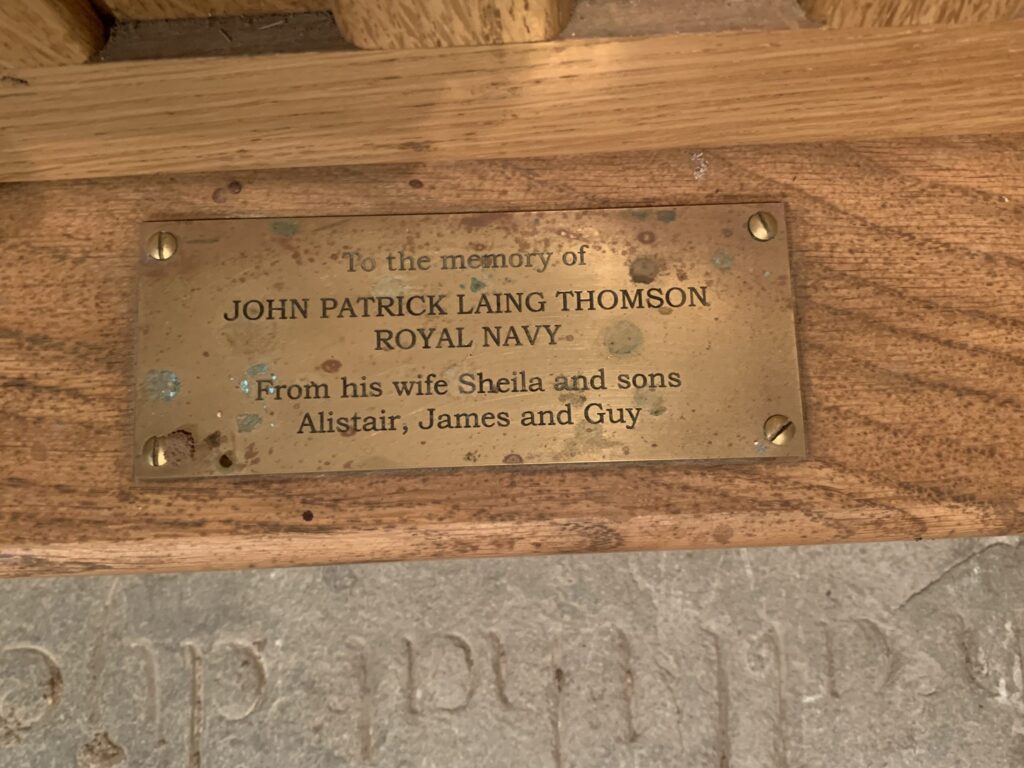 To the memory of
JOHN PATRICK LAING THOMSON
ROYAL NAVY
From his wife Sheila and sons
Alistair, James and Guy